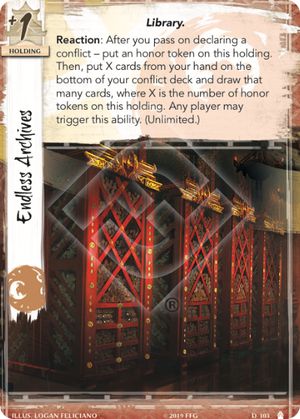 +1
HOLDING
Library.
Reaction: After you pass on declaring a
conflict – put an honor token on this holding.
Then, put X cards from your hand on the
bottom of your conflict deck and draw that
many cards, where X is the number of honor
tokens on this holding. Any player may
trigger this ability. (Unlimited.)
Endless Archives
®
ILLUS. LOGAN FELICIANO
©2019 FFG
D 103